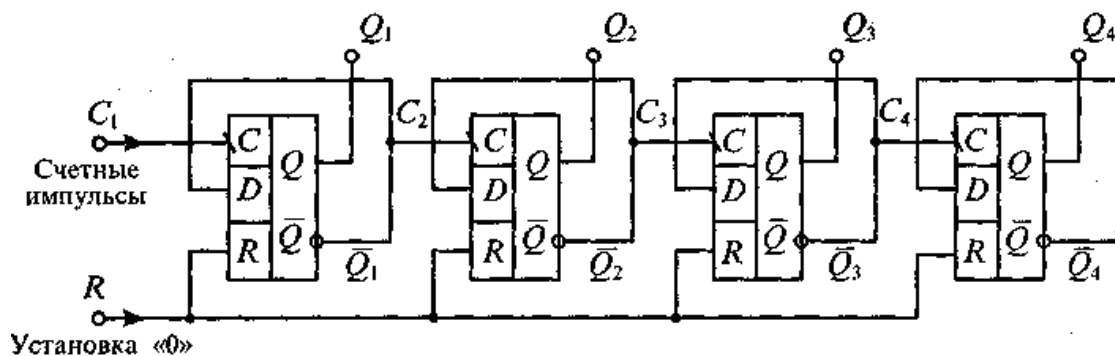 Q₁ Q₂ Q₃ Q₄
C₁ C₂ C₃ C₄
C Q C Q C Q C Q
Счетные
импульсы
D D D D
R Q̄ R Q̄ R Q̄ R Q̄
Q̄₁ Q̄₂ Q̄₃ Q̄₄
R
Установка «0»